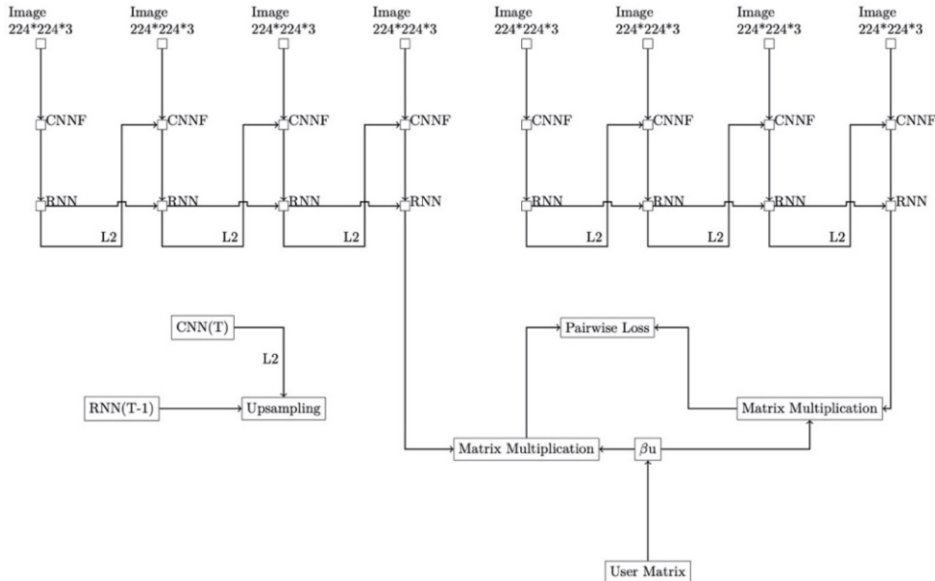 Image
224*224*3
Image
224*224*3
Image
224*224*3
Image
224*224*3
Image
224*224*3
Image
224*224*3
Image
224*224*3
Image
224*224*3
CNNF
CNNF
CNNF
CNNF
CNNF
CNNF
CNNF
CNNF
RNN
RNN
RNN
RNN
RNN
RNN
RNN
RNN
L2
L2
L2
L2
L2
L2
CNN(T)
Pairwise Loss
L2
RNN(T-1)
Upsampling
Matrix Multiplication
Matrix Multiplication
βu
User Matrix